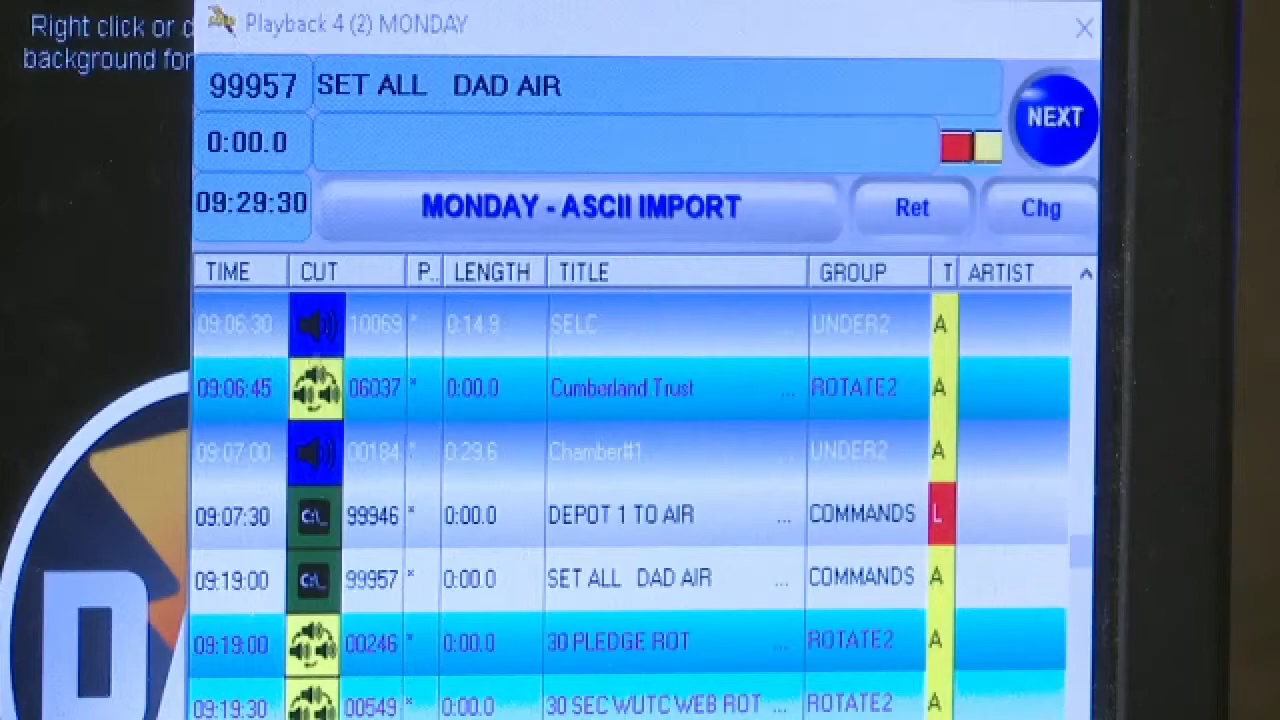 Right click or d
background for
Playback 4 (2) MONDAY
99957 SET ALL DAD AIR
NEXT
0:00.0
09:29:30 MONDAY - ASCII IMPORT Ret Chg
TIME CUT P.. LENGTH TITLE GROUP T ARTIST
09:06:30 10069 * 0:14.9 SELC UNDER2 A
09:06:45 06037 * 0:00.0 Cumberland Trust ... ROTATE2 A
09:07:00 00184 * 0:29.6 Chamber#1 UNDER2 A
09:07:30 C:\_ 99946 * 0:00.0 DEPOT 1 TO AIR ... COMMANDS L
09:19:00 C:\_ 99957 * 0:00.0 SET ALL DAD AIR ... COMMANDS A
09:19:00 00246 * 0:00.0 30 PLEDGE ROT ... ROTATE2 A
09:19:30 00549 * 0:00.0 30 SEC WUTC WEB ROT ... ROTATE2 A
D